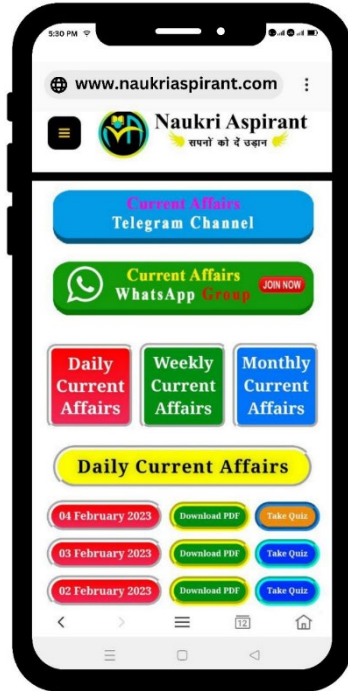 5:30 PM
www.naukriaspirant.com
Naukri Aspirant
सपनों को दें उड़ान
Current Affairs
Telegram Channel
Current Affairs
WhatsApp Group
JOIN NOW
Daily
Current
Affairs
Weekly
Current
Affairs
Monthly
Current
Affairs
Daily Current Affairs
04 February 2023 Download PDF Take Quiz
03 February 2023 Download PDF Take Quiz
02 February 2023 Download PDF Take Quiz
12